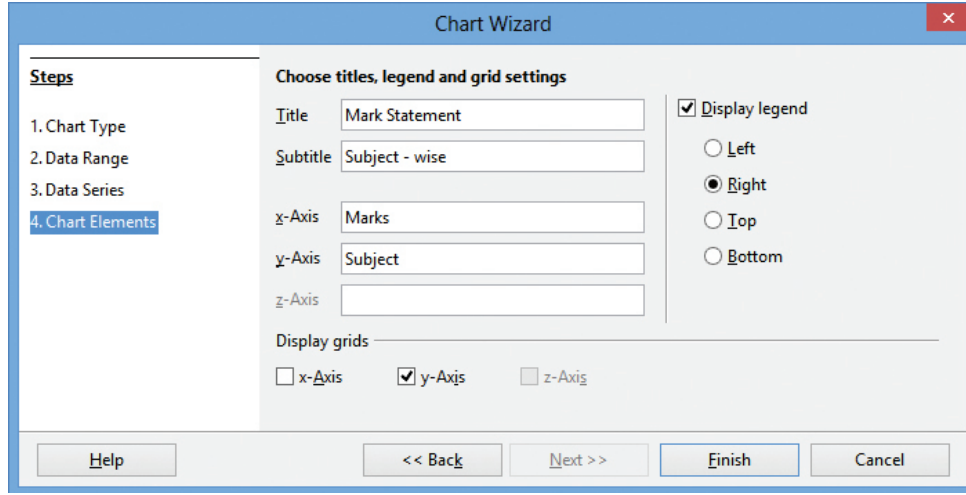 Chart Wizard
Steps
1. Chart Type
2. Data Range
3. Data Series
4. Chart Elements
Choose titles, legend and grid settings
Title Mark Statement
Subtitle Subject - wise
x-Axis Marks
y-Axis Subject
z-Axis
Display legend
Left
Right
Top
Bottom
Display grids
x-Axis y-Axis z-Axis
Help << Back Next >> Finish Cancel